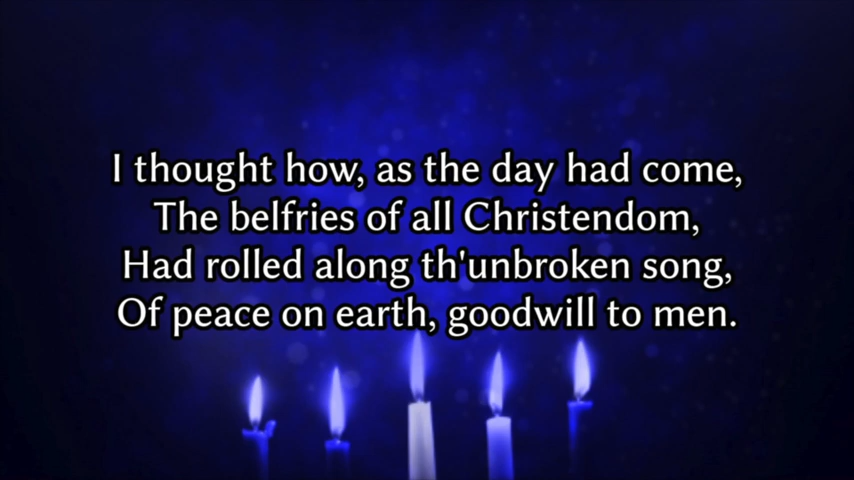 I thought how, as the day had come,
The belfries of all Christendom,
Had rolled along th'unbroken song,
Of peace on earth, goodwill to men.